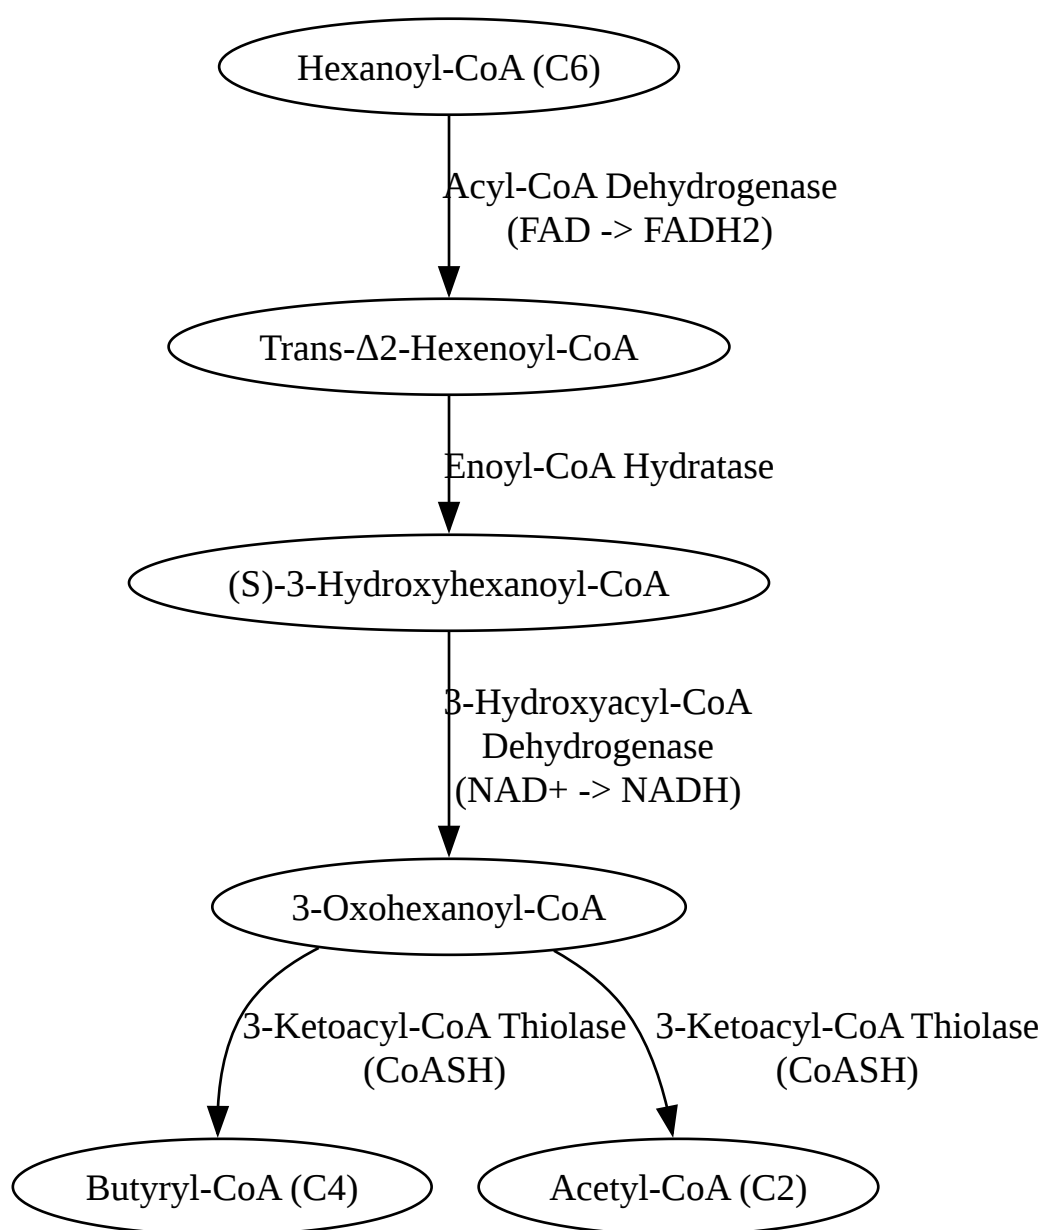 Hexanoyl-CoA (C6)
Acyl-CoA Dehydrogenase
(FAD -> FADH2)
Trans-Δ2-Hexenoyl-CoA
Enoyl-CoA Hydratase
(S)-3-Hydroxyhexanoyl-CoA
3-Hydroxyacyl-CoA
Dehydrogenase
(NAD+ -> NADH)
3-Oxohexanoyl-CoA
3-Ketoacyl-CoA Thiolase
(CoASH)
3-Ketoacyl-CoA Thiolase
(CoASH)
Butyryl-CoA (C4)
Acetyl-CoA (C2)